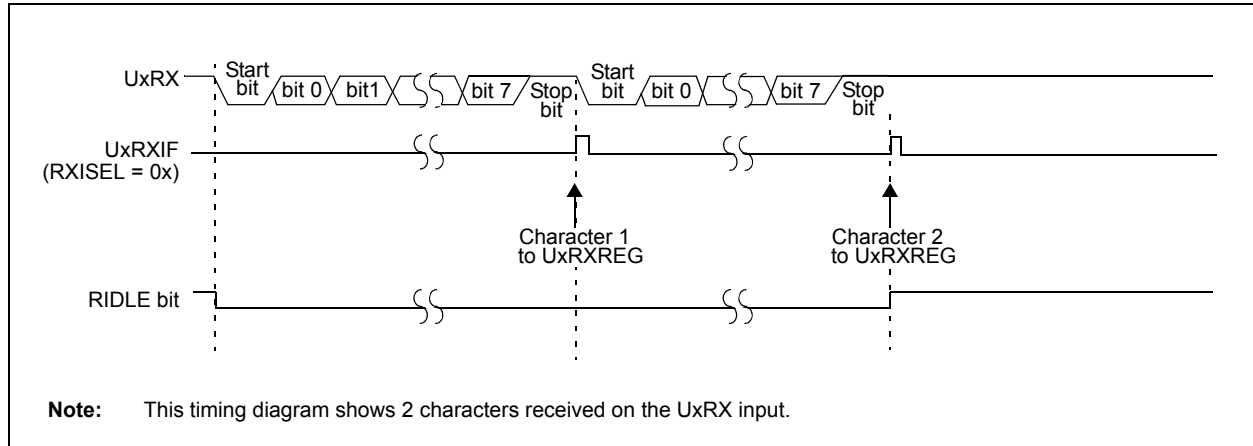 UxRX
Start
bit
bit 0
bit1
bit 7
Stop
bit
Start
bit
bit 0
bit 7
Stop
bit
UxRXIF
(RXISEL = 0x)
Character 1
to UxRXREG
Character 2
to UxRXREG
RIDLE bit
Note: This timing diagram shows 2 characters received on the UxRX input.